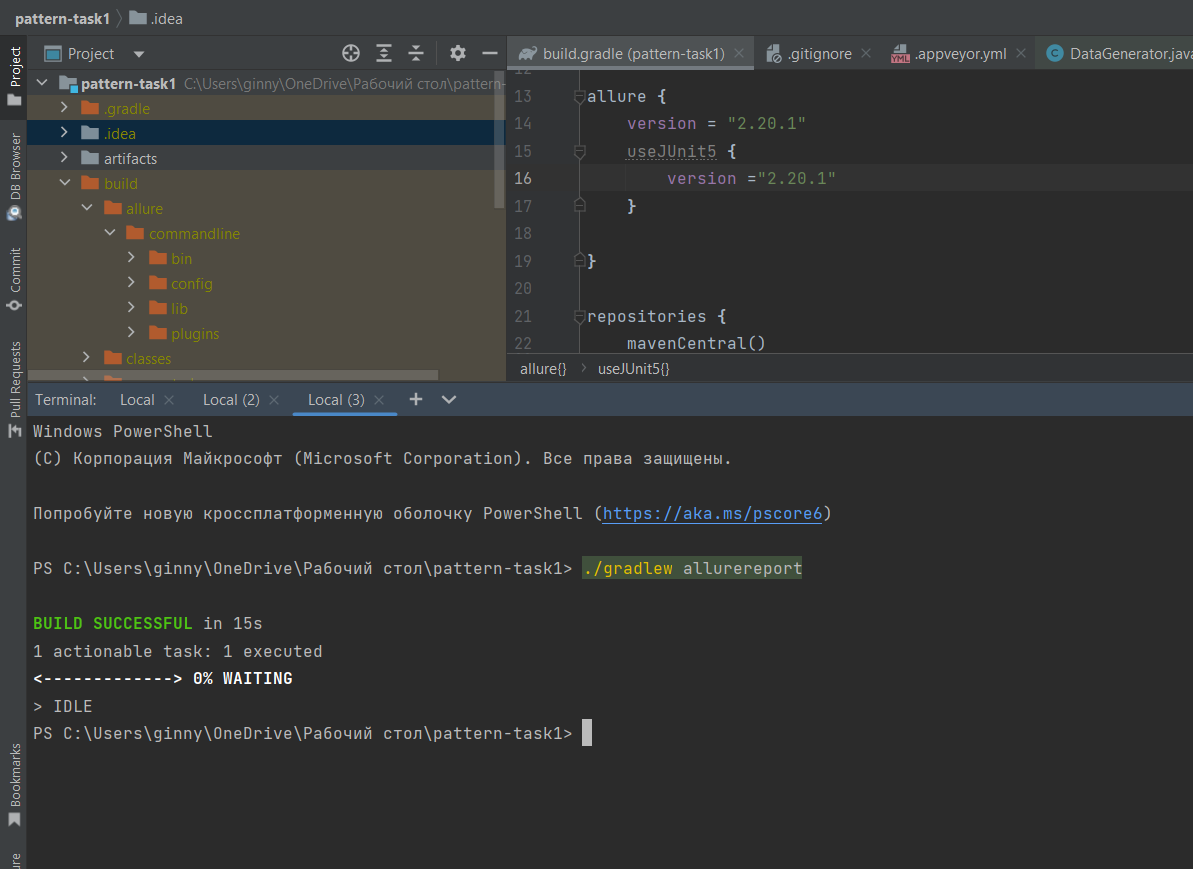 pattern-task1 .idea
Project
build.gradle (pattern-task1)
.gitignore
.appveyor.yml
DataGenerator.java
Project
DB Browser
Commit
Pull Requests
Bookmarks
pattern-task1 C:\Users\ginny\OneDrive\Рабочий стол\pattern-
.gradle
.idea
artifacts
build
allure
commandline
bin
config
lib
plugins
classes
13 allure {
14 version = "2.20.1"
15 useJUnit5 {
16 version ="2.20.1"
17 }
18
19 }
20
21 repositories {
22 mavenCentral()
allure{} useJUnit5{}
Terminal: Local Local (2) Local (3)
Windows PowerShell
(C) Корпорация Майкрософт (Microsoft Corporation). Все права защищены.
Попробуйте новую кроссплатформенную оболочку PowerShell (https://aka.ms/pscore6)
PS C:\Users\ginny\OneDrive\Рабочий стол\pattern-task1> ./gradlew allurereport
BUILD SUCCESSFUL in 15s
1 actionable task: 1 executed
<-------------> 0% WAITING
> IDLE
PS C:\Users\ginny\OneDrive\Рабочий стол\pattern-task1>